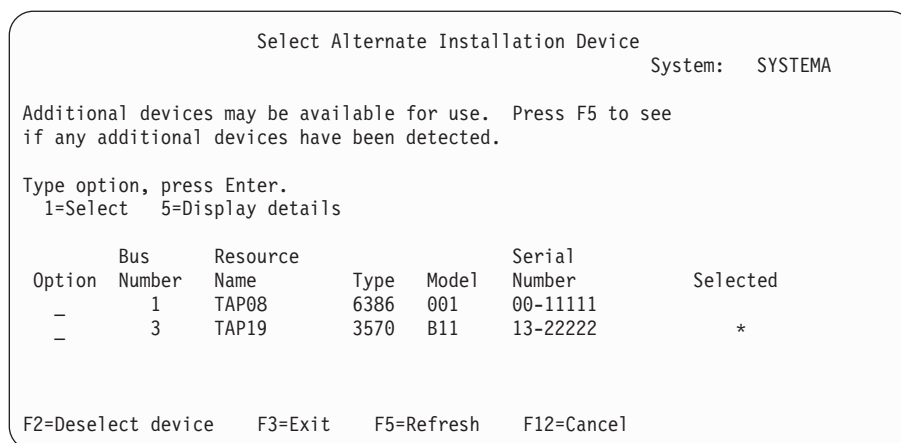 Select Alternate Installation Device
System: SYSTEMA
Additional devices may be available for use. Press F5 to see
if any additional devices have been detected.
Type option, press Enter.
1=Select 5=Display details
Bus Resource Serial
Option Number Name Type Model Number Selected
_ 1 TAP08 6386 001 00-11111
_ 3 TAP19 3570 B11 13-22222 *
F2=Deselect device F3=Exit F5=Refresh F12=Cancel